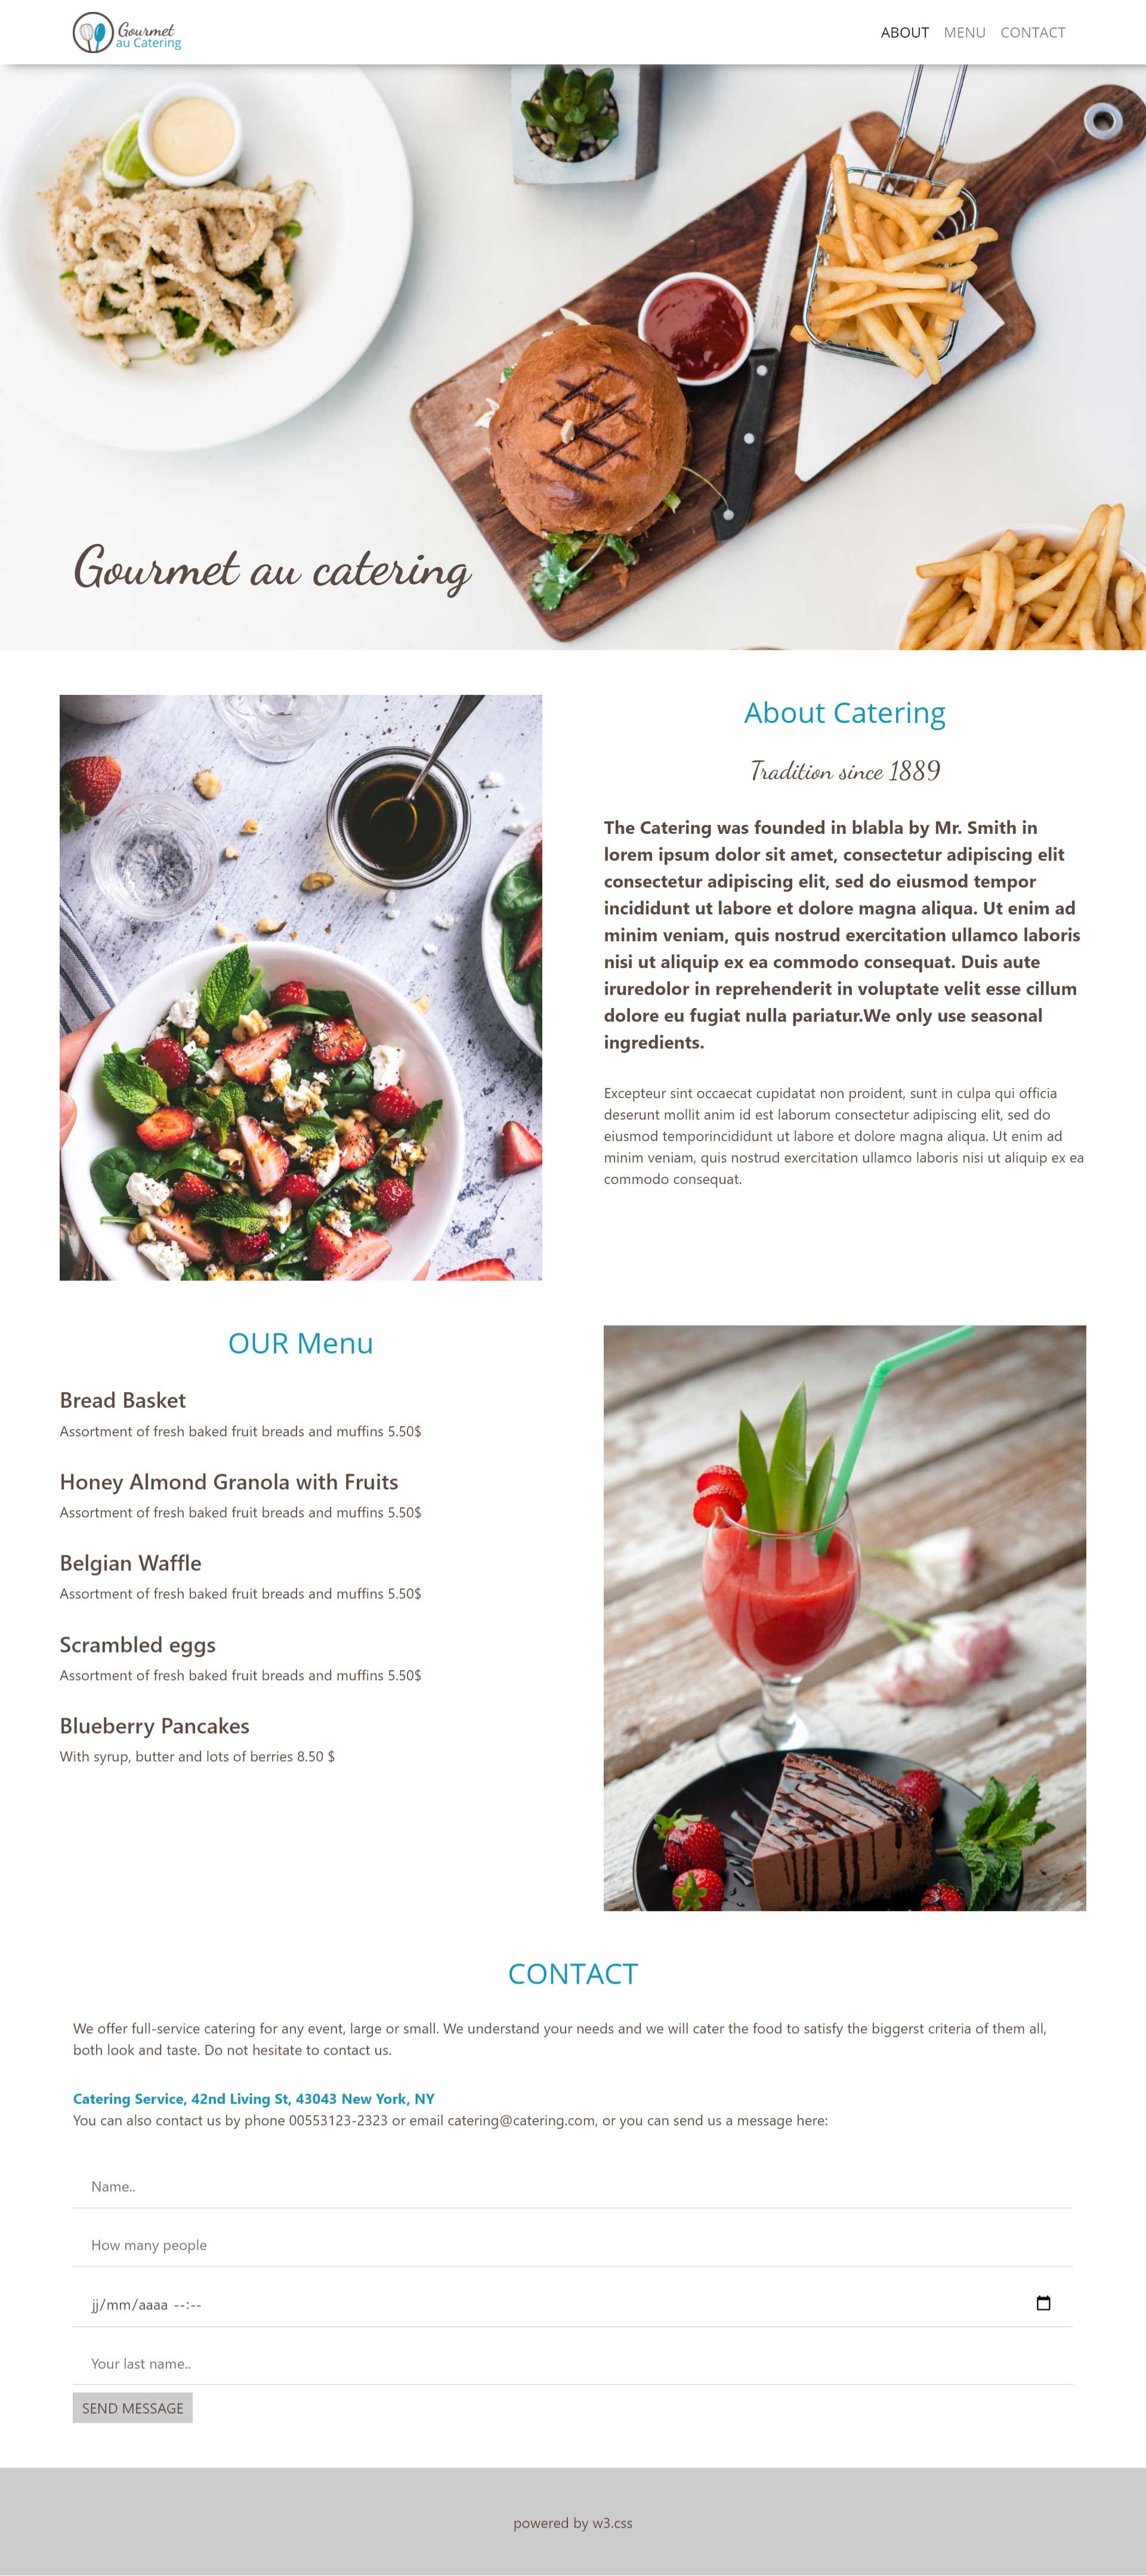 Gourmet
au Catering
ABOUT MENU CONTACT
Gourmet au catering
About Catering
Tradition since 1889
The Catering was founded in blabla by Mr. Smith in
lorem ipsum dolor sit amet, consectetur adipiscing elit
consectetur adipiscing elit, sed do eiusmod tempor
incididunt ut labore et dolore magna aliqua. Ut enim ad
minim veniam, quis nostrud exercitation ullamco laboris
nisi ut aliquip ex ea commodo consequat. Duis aute
iruredolor in reprehenderit in voluptate velit esse cillum
dolore eu fugiat nulla pariatur.We only use seasonal
ingredients.
Excepteur sint occaecat cupidatat non proident, sunt in culpa qui officia
deserunt mollit anim id est laborum consectetur adipiscing elit, sed do
eiusmod temporincididunt ut labore et dolore magna aliqua. Ut enim ad
minim veniam, quis nostrud exercitation ullamco laboris nisi ut aliquip ex ea
commodo consequat.
OUR Menu
Bread Basket
Assortment of fresh baked fruit breads and muffins 5.50$
Honey Almond Granola with Fruits
Assortment of fresh baked fruit breads and muffins 5.50$
Belgian Waffle
Assortment of fresh baked fruit breads and muffins 5.50$
Scrambled eggs
Assortment of fresh baked fruit breads and muffins 5.50$
Blueberry Pancakes
With syrup, butter and lots of berries 8.50 $
CONTACT
We offer full-service catering for any event, large or small. We understand your needs and we will cater the food to satisfy the biggerst criteria of them all,
both look and taste. Do not hesitate to contact us.
Catering Service, 42nd Living St, 43043 New York, NY
You can also contact us by phone 00553123-2323 or email catering@catering.com, or you can send us a message here:
Name..
How many people
jj/mm/aaaa --:--
Your last name..
SEND MESSAGE
powered by w3.css